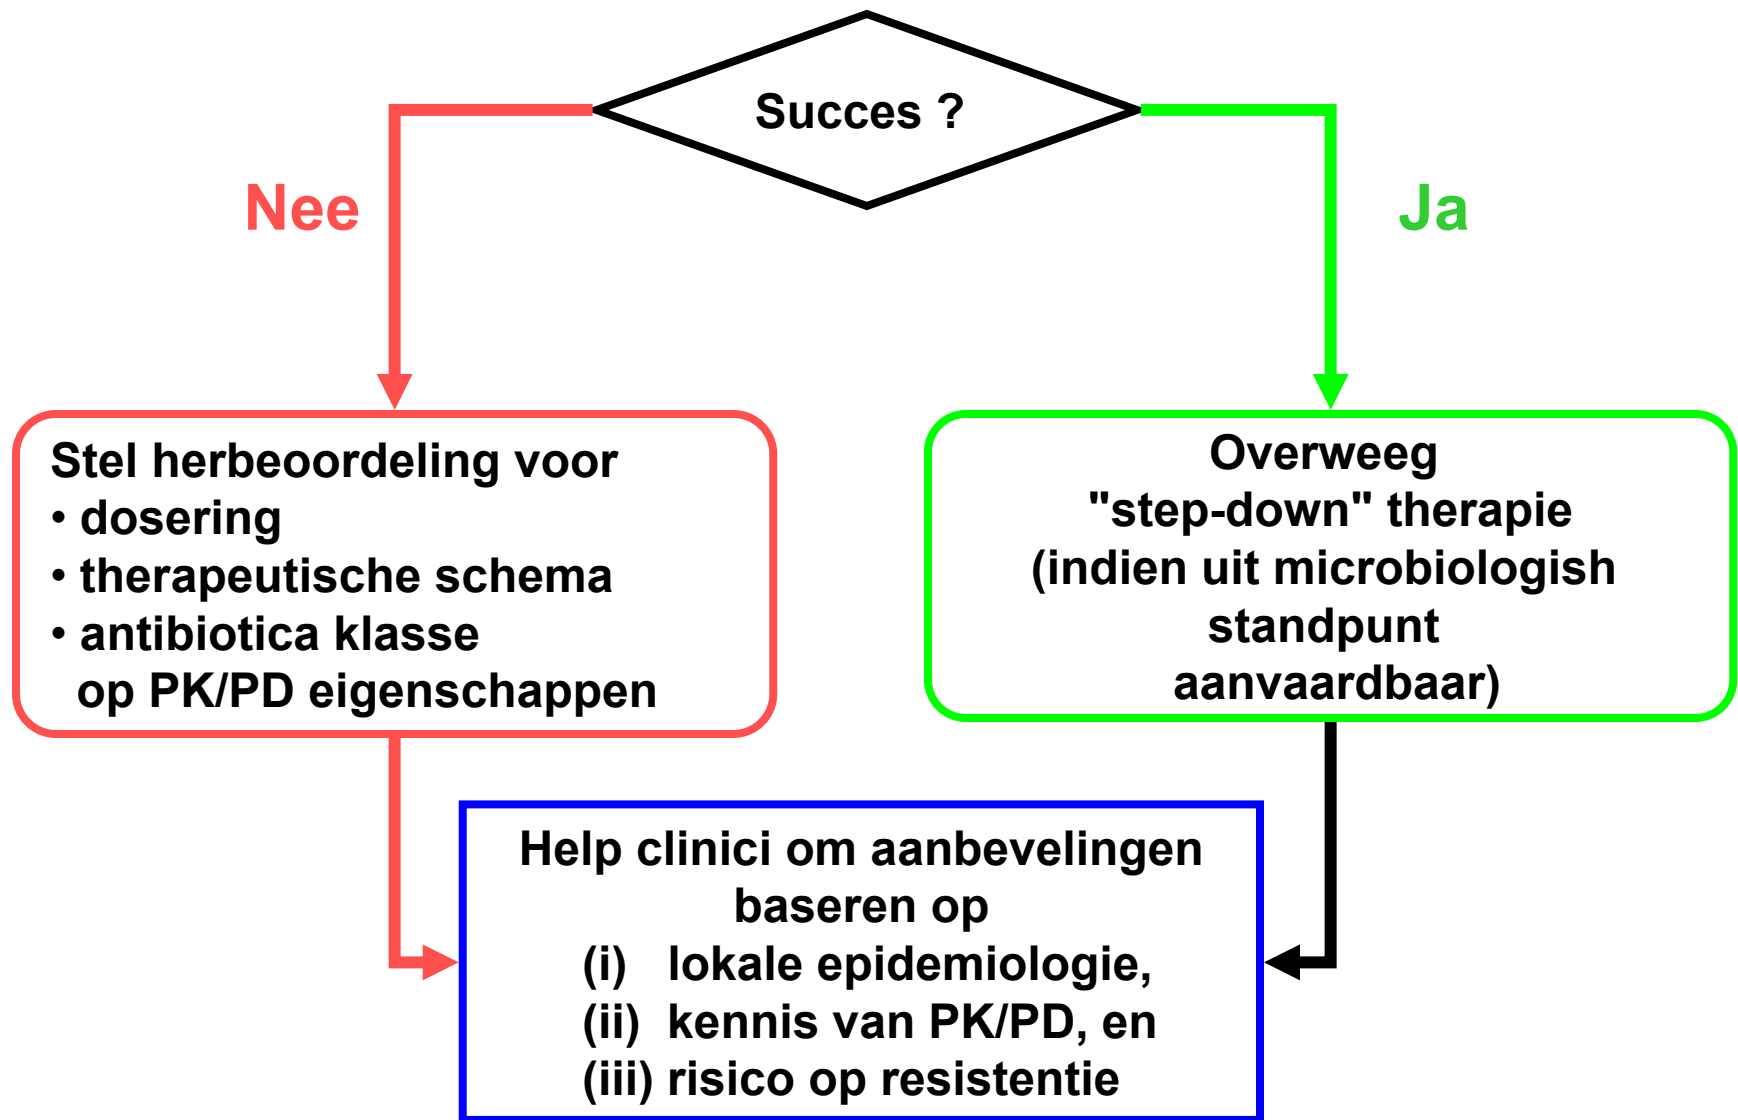 Succes ?
Nee
Ja
Stel herbeoordeling voor
• dosering
• therapeutische schema
• antibiotica klasse
op PK/PD eigenschappen
Overweeg
"step-down" therapie
(indien uit microbiologish
standpunt
aanvaardbaar)
Help clinici om aanbevelingen
baseren op
(i) lokale epidemiologie,
(ii) kennis van PK/PD, en
(iii) risico op resistentie